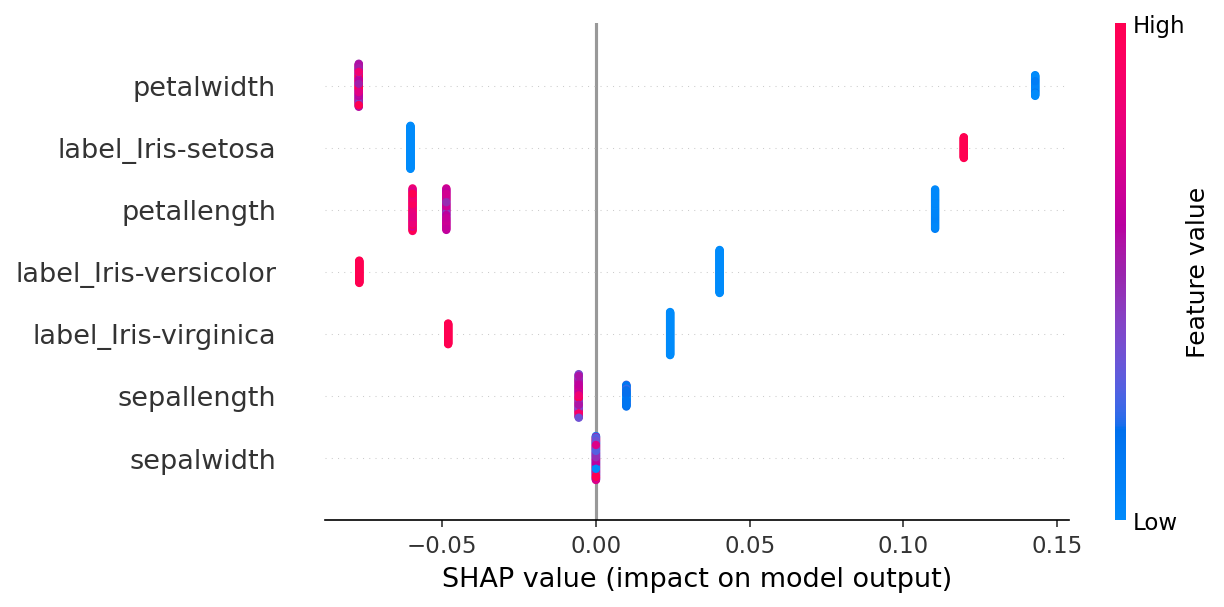 High
petalwidth
label_Iris-setosa
petallength
label_Iris-versicolor
label_Iris-virginica
sepallength
sepalwidth
Feature value
Low
−0.05 0.00 0.05 0.10 0.15
SHAP value (impact on model output)